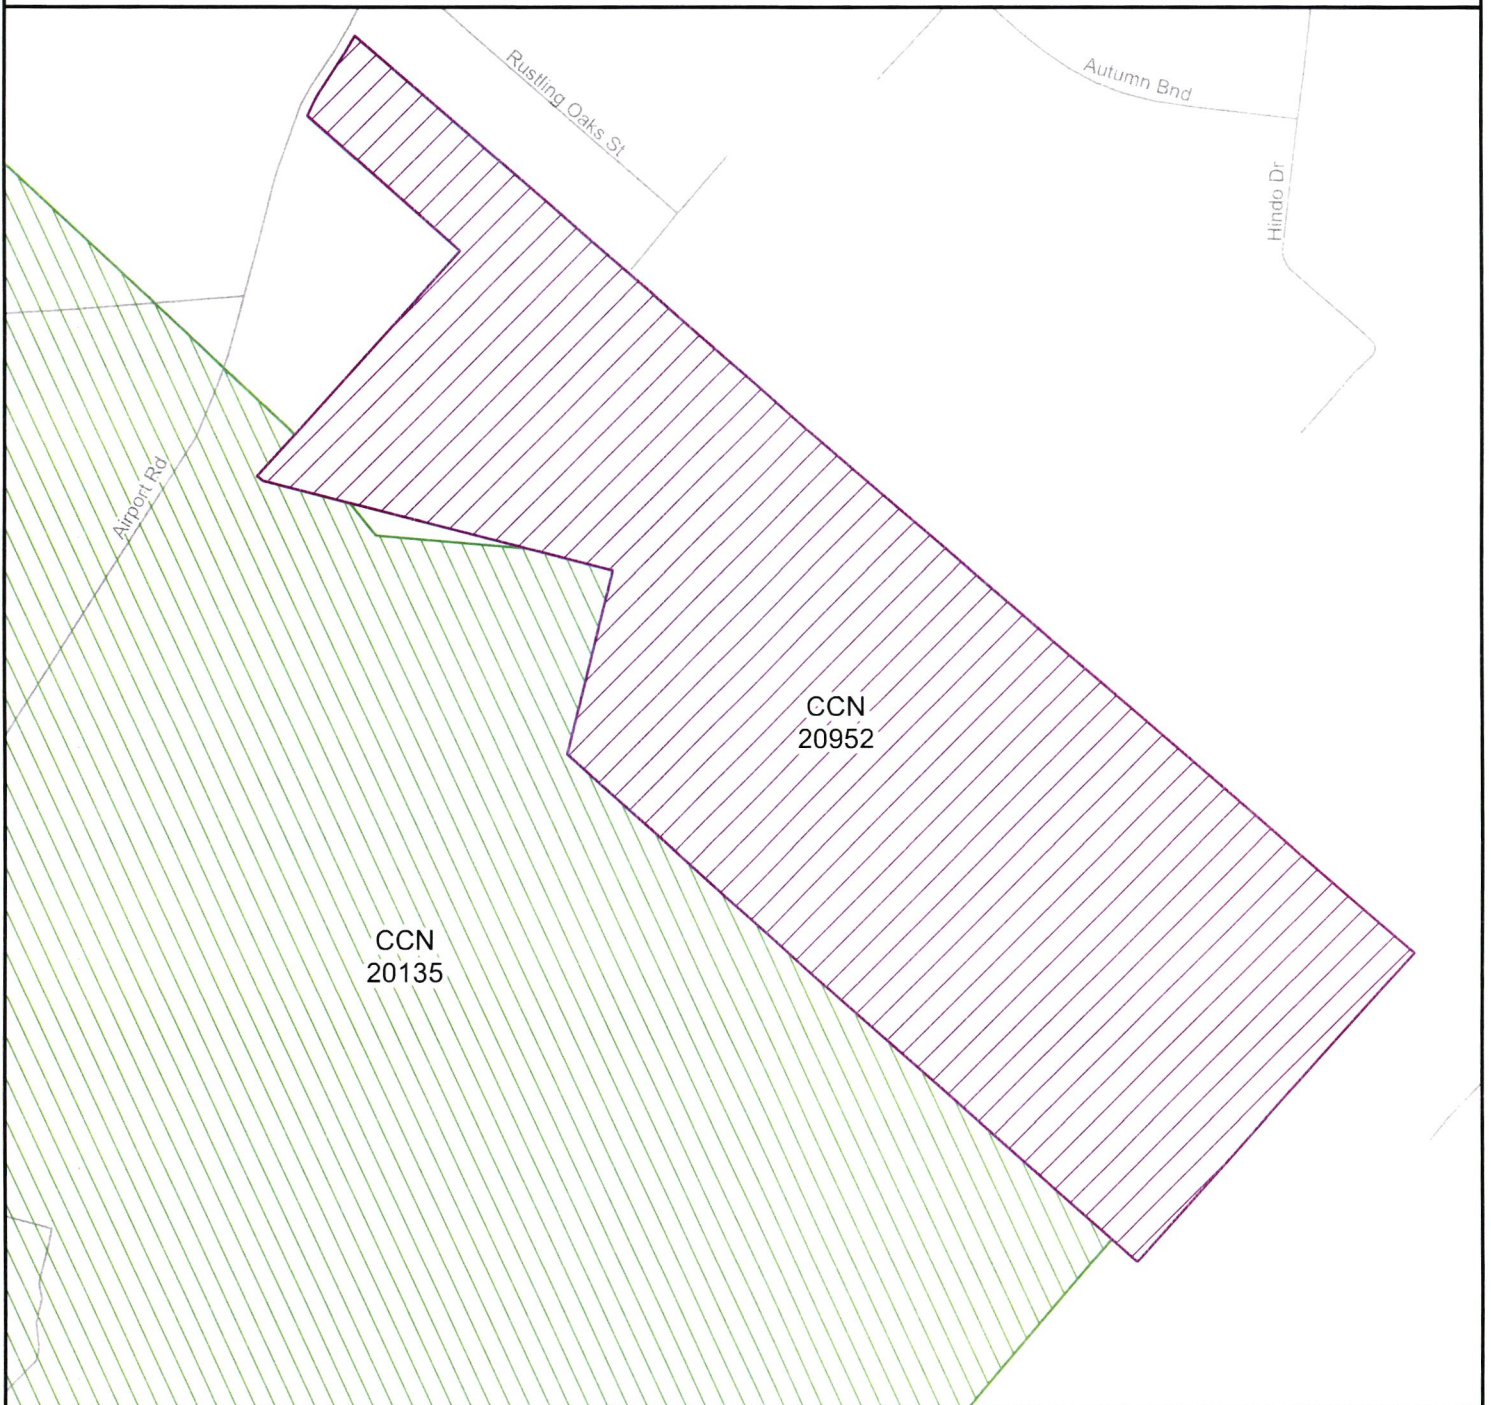 Rustling Oaks St
Autumn Bnd
Hindo Dr
Airport Rd
CCN
20952
CCN
20135